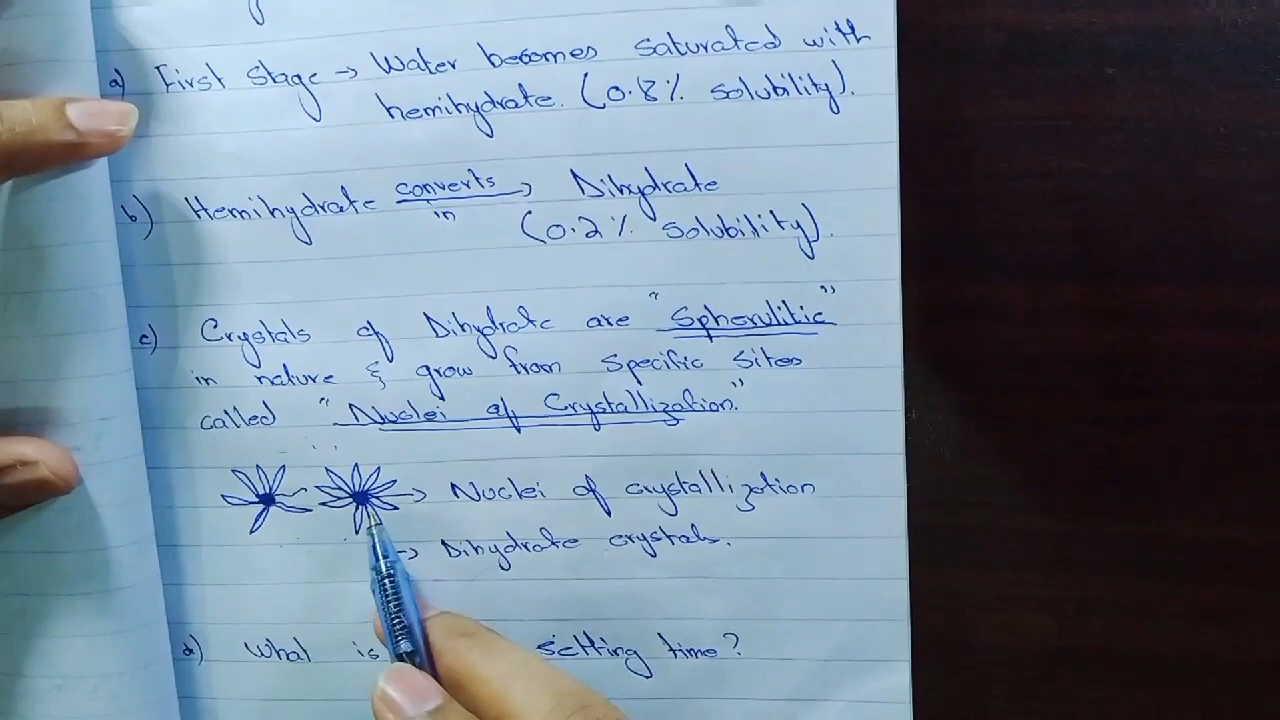 a) First Stage → Water becomes saturated with
hemihydrate. (0.8% solubility).
b) Hemihydrate converts in → Dihydrate
(0.2% solubility).
c) Crystals of Dihydrate are "Spherulitic"
in nature & grow from specific sites
called "Nuclei of Crystallization."
→ Nuclei of crystallization
→ Dihydrate crystals.
d) What is setting time?